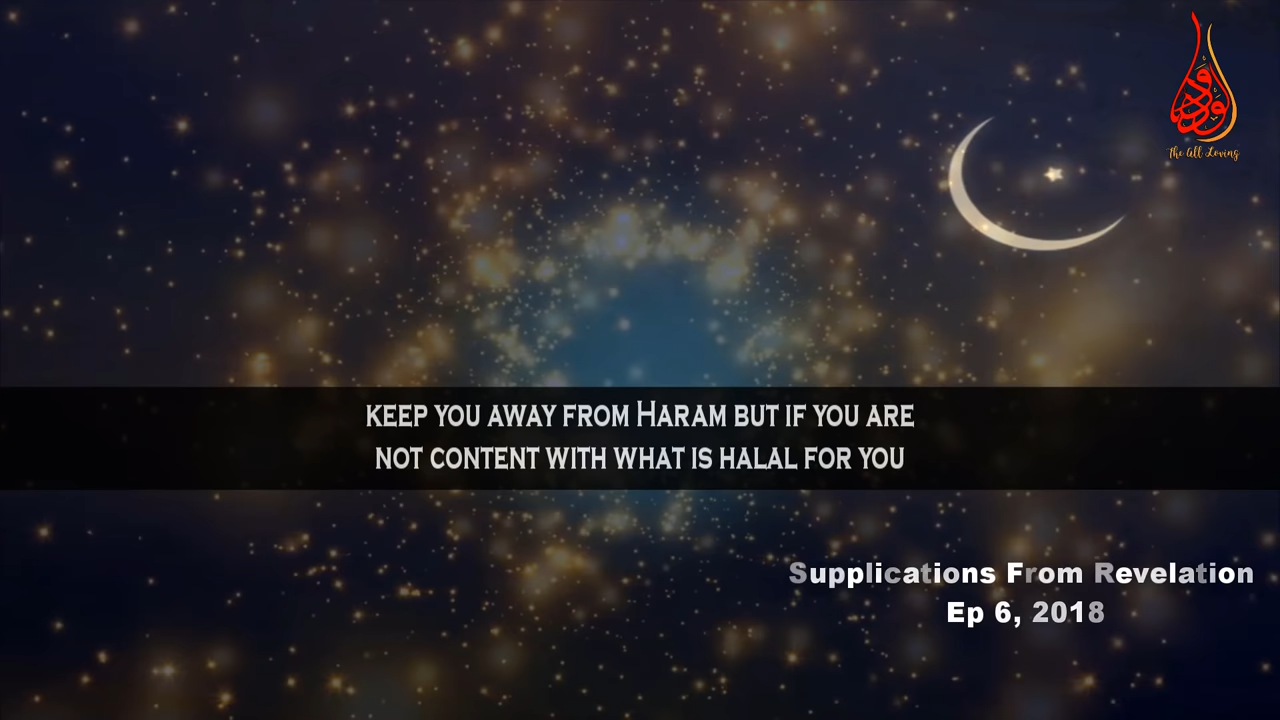 الودود
The All Loving
KEEP YOU AWAY FROM HARAM BUT IF YOU ARE
NOT CONTENT WITH WHAT IS HALAL FOR YOU
Supplications From Revelation
Ep 6, 2018